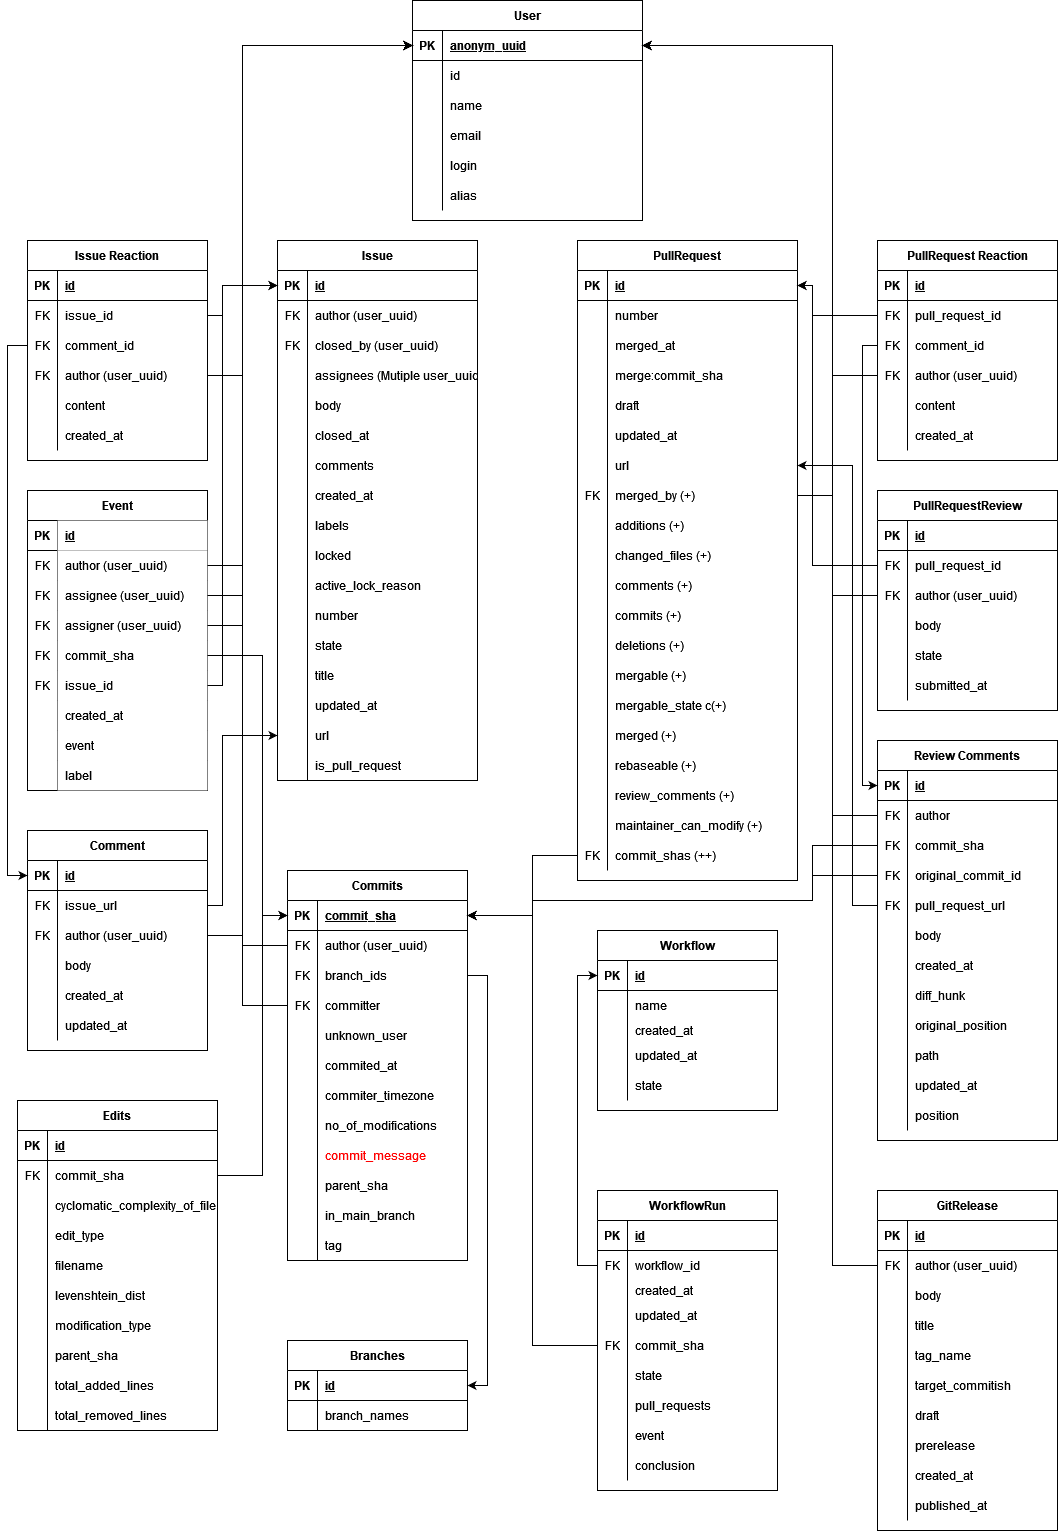 User
PK anonym_uuid
id
name
email
login
alias
Issue Reaction
PK id
FK issue_id
FK comment_id
FK author (user_uuid)
content
created_at
Issue
PK id
FK author (user_uuid)
FK closed_by (user_uuid)
assignees (Mutiple user_uuid
body
closed_at
comments
created_at
labels
locked
active_lock_reason
number
state
title
updated_at
url
is_pull_request
PullRequest
PK id
number
merged_at
merge:commit_sha
draft
updated_at
url
FK merged_by (+)
additions (+)
changed_files (+)
comments (+)
commits (+)
deletions (+)
mergable (+)
mergable_state c(+)
merged (+)
rebaseable (+)
review_comments (+)
maintainer_can_modify (+)
FK commit_shas (++)
PullRequest Reaction
PK id
FK pull_request_id
FK comment_id
FK author (user_uuid)
content
created_at
Event
PK id
FK author (user_uuid)
FK assignee (user_uuid)
FK assigner (user_uuid)
FK commit_sha
FK issue_id
created_at
event
label
PullRequestReview
PK id
FK pull_request_id
FK author (user_uuid)
body
state
submitted_at
Review Comments
PK id
FK author
FK commit_sha
FK original_commit_id
FK pull_request_url
body
created_at
diff_hunk
original_position
path
updated_at
position
Comment
PK id
FK issue_url
FK author (user_uuid)
body
created_at
updated_at
Commits
PK commit_sha
FK author (user_uuid)
FK branch_ids
FK committer
unknown_user
commited_at
commiter_timezone
no_of_modifications
commit_message
parent_sha
in_main_branch
tag
Workflow
PK id
name
created_at
updated_at
state
Edits
PK id
FK commit_sha
cyclomatic_complexity_of_file
edit_type
filename
levenshtein_dist
modification_type
parent_sha
total_added_lines
total_removed_lines
WorkflowRun
PK id
FK workflow_id
created_at
updated_at
FK commit_sha
state
pull_requests
event
conclusion
GitRelease
PK id
FK author (user_uuid)
body
title
tag_name
target_commitish
draft
prerelease
created_at
published_at
Branches
PK id
branch_names